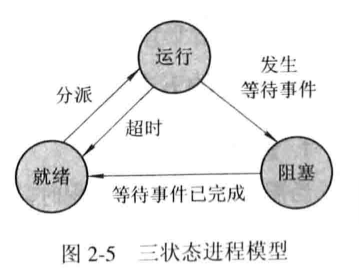 运行
发生
等待事件
分派
超时
就绪
等待事件已完成
阻塞
图 2-5 三状态进程模型